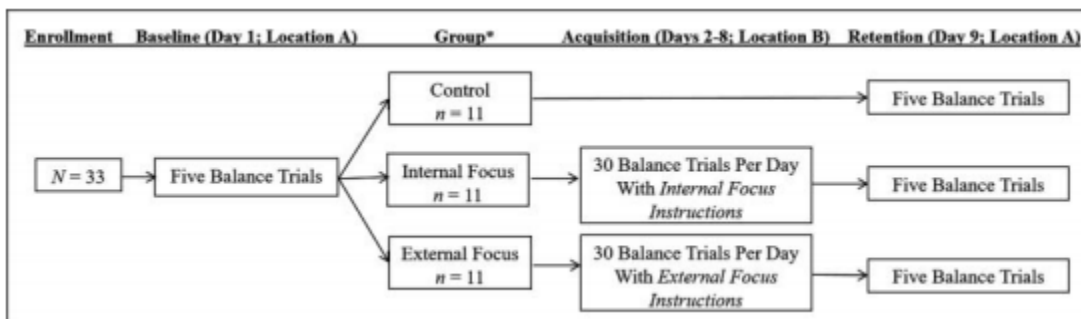 Enrollment Baseline (Day 1; Location A) Group* Acquisition (Days 2-8; Location B) Retention (Day 9; Location A)
Control
n = 11
Five Balance Trials
N = 33
Five Balance Trials
Internal Focus
n = 11
30 Balance Trials Per Day
With Internal Focus
Instructions
Five Balance Trials
External Focus
n = 11
30 Balance Trials Per Day
With External Focus
Instructions
Five Balance Trials